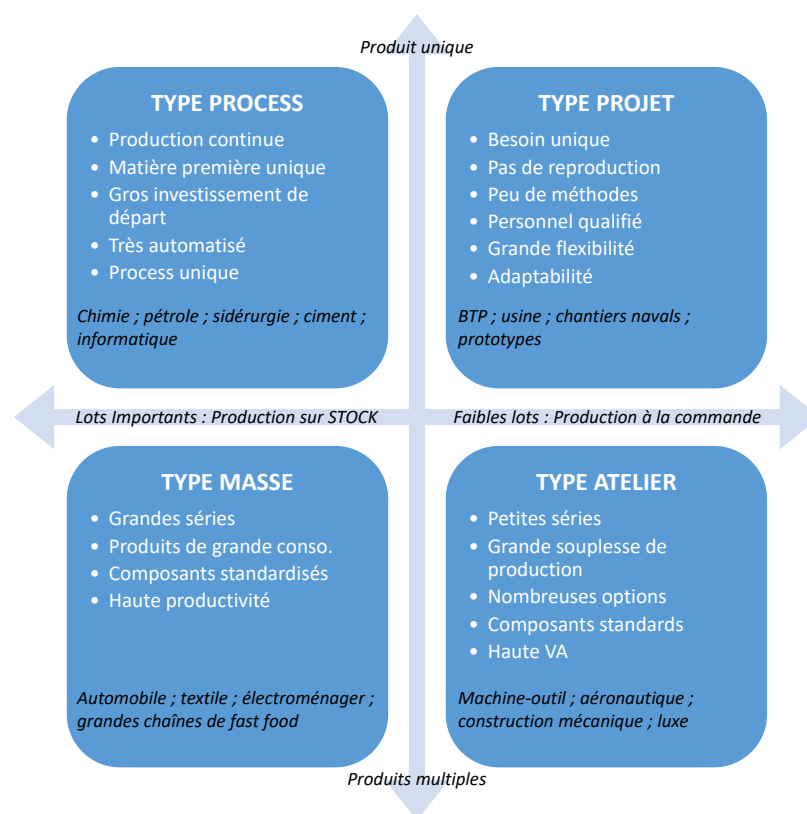 Produit unique
TYPE PROCESS
• Production continue
• Matière première unique
• Gros investissement de
départ
• Très automatisé
• Process unique
Chimie ; pétrole ; sidérurgie ; ciment ;
informatique
TYPE PROJET
• Besoin unique
• Pas de reproduction
• Peu de méthodes
• Personnel qualifié
• Grande flexibilité
• Adaptabilité
BTP ; usine ; chantiers navals ;
prototypes
Lots Importants : Production sur STOCK
Faibles lots : Production à la commande
TYPE MASSE
• Grandes séries
• Produits de grande conso.
• Composants standardisés
• Haute productivité
Automobile ; textile ; électroménager ;
grandes chaînes de fast food
TYPE ATELIER
• Petites séries
• Grande souplesse de
production
• Nombreuses options
• Composants standards
• Haute VA
Machine-outil ; aéronautique ;
construction mécanique ; luxe
Produits multiples